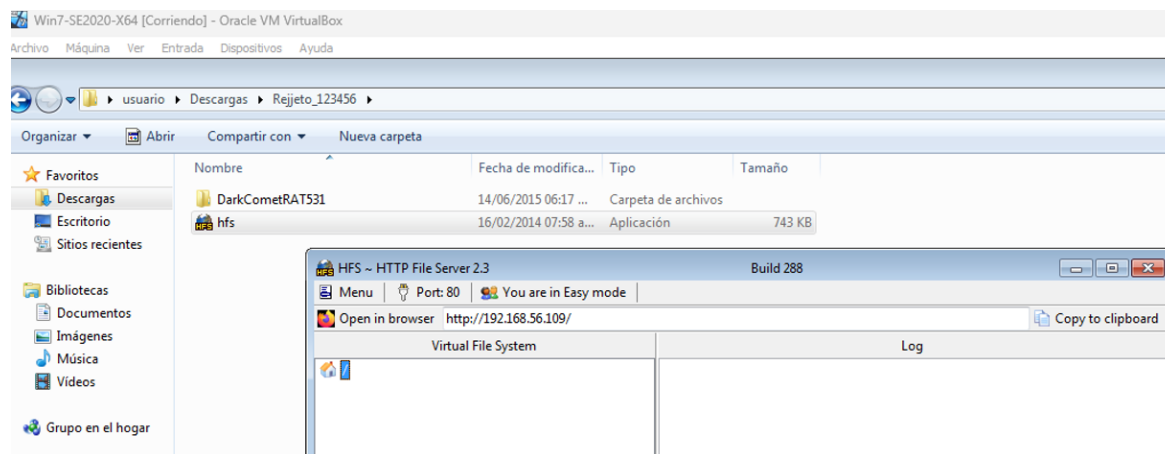 Win7-SE2020-X64 [Corriendo] - Oracle VM VirtualBox
Archivo Máquina Ver Entrada Dispositivos Ayuda
usuario Descargas Rejjeto_123456
Organizar Abrir Compartir con Nueva carpeta
Favoritos
Descargas
Escritorio
Sitios recientes
Bibliotecas
Documentos
Imágenes
Música
Vídeos
Grupo en el hogar
Nombre Fecha de modifica... Tipo Tamaño
DarkCometRAT531 14/06/2015 06:17 ... Carpeta de archivos
hfs 16/02/2014 07:58 a... Aplicación 743 KB
HFS ~ HTTP File Server 2.3 Build 288
Menu Port: 80 You are in Easy mode
Open in browser http://192.168.56.109/ Copy to clipboard
Virtual File System Log
/